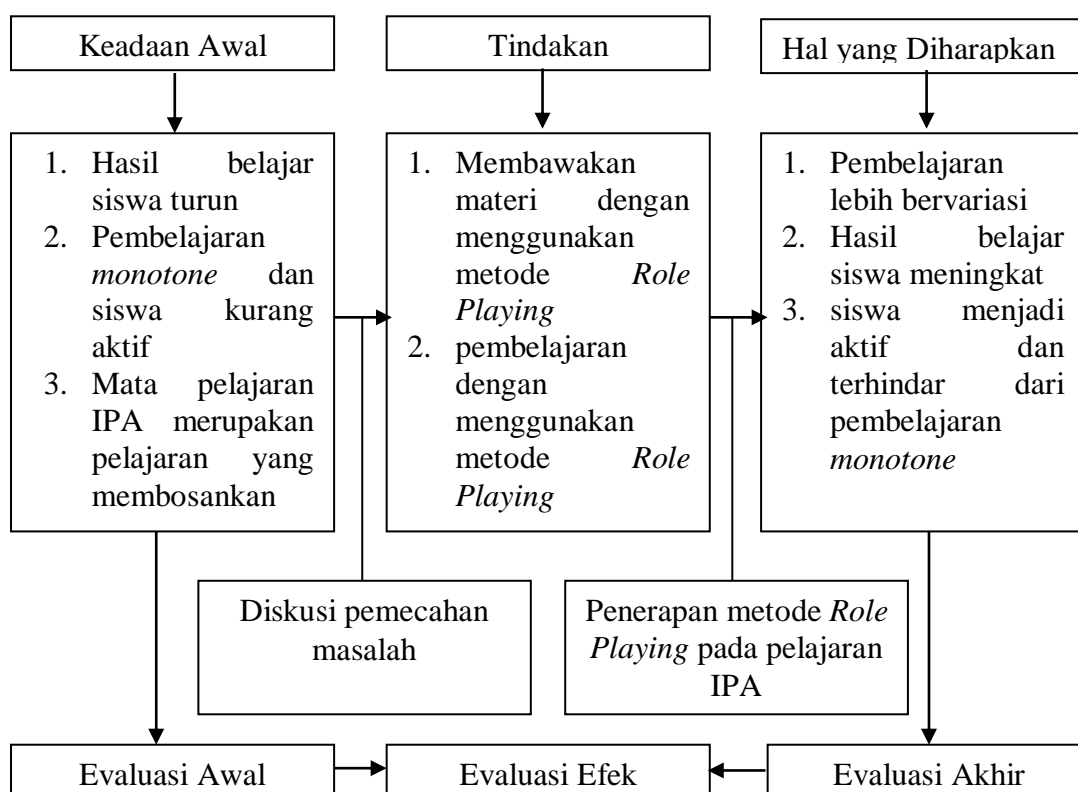 Keadaan Awal
Tindakan
Hal yang Diharapkan
1. Hasil belajar
siswa turun
2. Pembelajaran
monotone dan
siswa kurang
aktif
3. Mata pelajaran
IPA merupakan
pelajaran yang
membosankan
1. Membawakan
materi dengan
menggunakan
metode Role
Playing
2. pembelajaran
dengan
menggunakan
metode Role
Playing
1. Pembelajaran
lebih bervariasi
2. Hasil belajar
siswa meningkat
3. siswa menjadi
aktif dan
terhindar dari
pembelajaran
monotone
Diskusi pemecahan
masalah
Penerapan metode Role
Playing pada pelajaran
IPA
Evaluasi Awal
Evaluasi Efek
Evaluasi Akhir